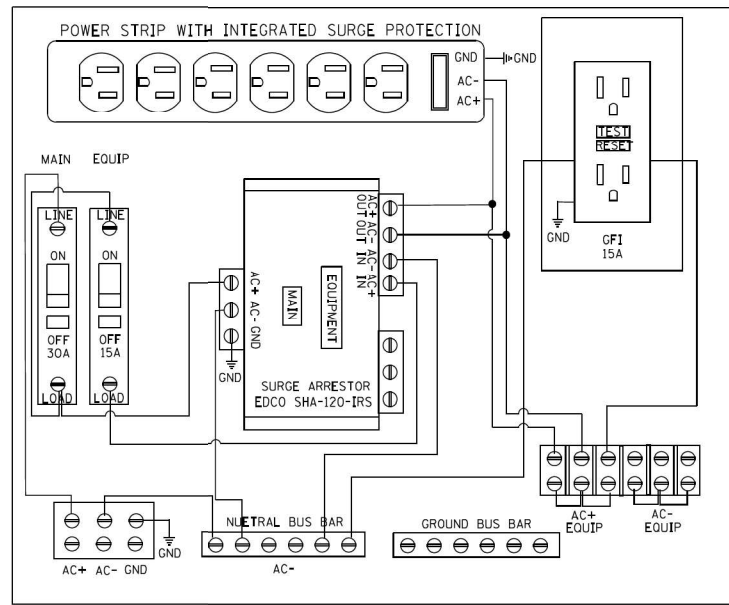 POWER STRIP WITH INTEGRATED SURGE PROTECTION
GND
GND
AC-
AC+
TEST
RESET
GND
GFI
15A
MAIN
EQUIP
LINE
LINE
ON
ON
OFF
30A
OFF
15A
LOAD
LOAD
AC+
AC-
GND
GND
MAIN
EQUIPMENT
AC+ OUT
AC- OUT
AC- IN
AC+ IN
SURGE ARRESTOR
EDCO SHA-120-IRS
AC+
EQUIP
AC-
EQUIP
GND
AC+ AC- GND
NUETRAL BUS BAR
AC-
GROUND BUS BAR